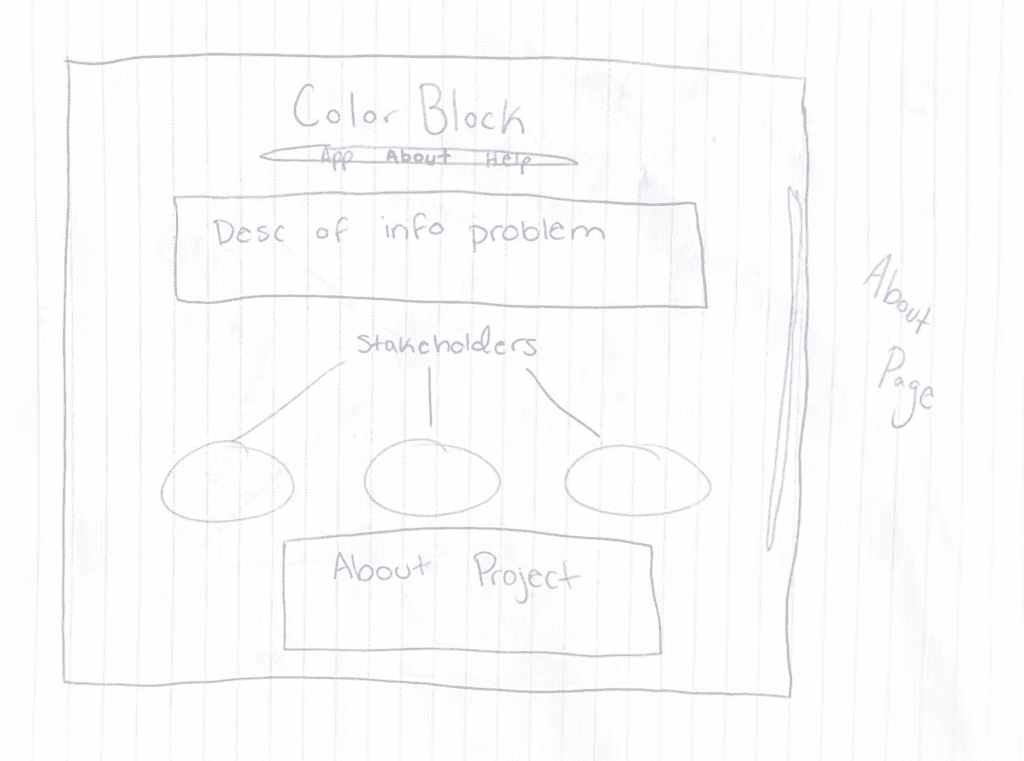 Color Block
App About Help
Desc of info problem
Stakeholders
About Project
About
Page